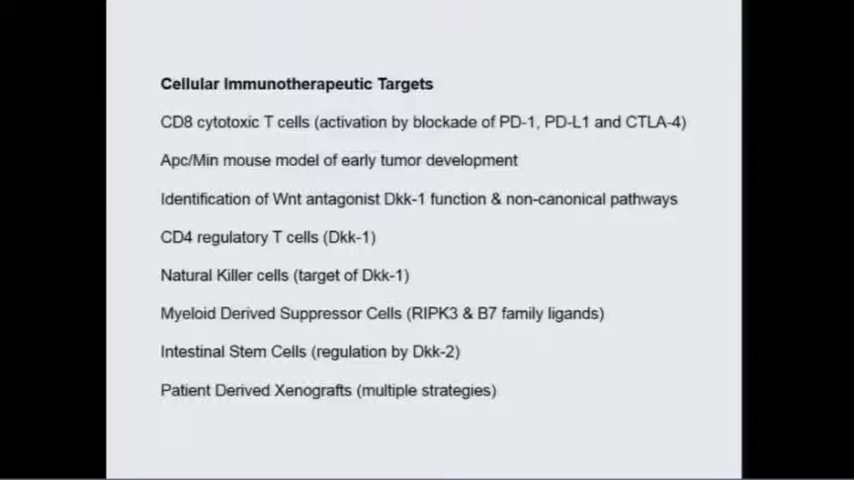 Cellular Immunotherapeutic Targets
CD8 cytotoxic T cells (activation by blockade of PD-1, PD-L1 and CTLA-4)
Apc/Min mouse model of early tumor development
Identification of Wnt antagonist Dkk-1 function & non-canonical pathways
CD4 regulatory T cells (Dkk-1)
Natural Killer cells (target of Dkk-1)
Myeloid Derived Suppressor Cells (RIPK3 & B7 family ligands)
Intestinal Stem Cells (regulation by Dkk-2)
Patient Derived Xenografts (multiple strategies)